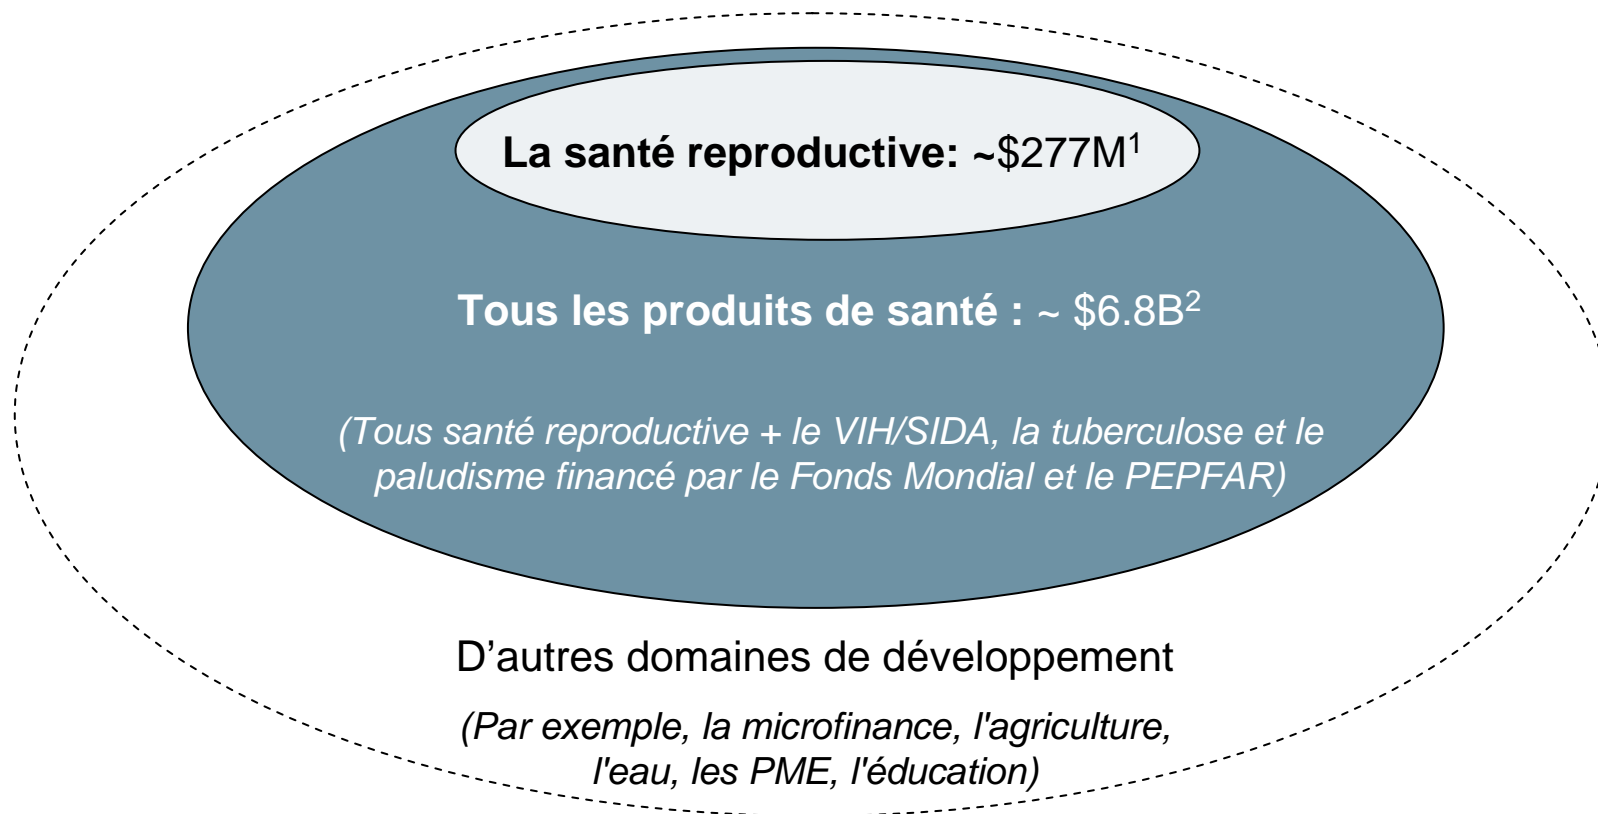 La santé reproductive: ~$277M¹
Tous les produits de santé : ~ $6.8B²
(Tous santé reproductive + le VIH/SIDA, la tuberculose et le
paludisme financé par le Fonds Mondial et le PEPFAR)
D’autres domaines de développement
(Par exemple, la microfinance, l'agriculture,
l'eau, les PME, l'éducation)